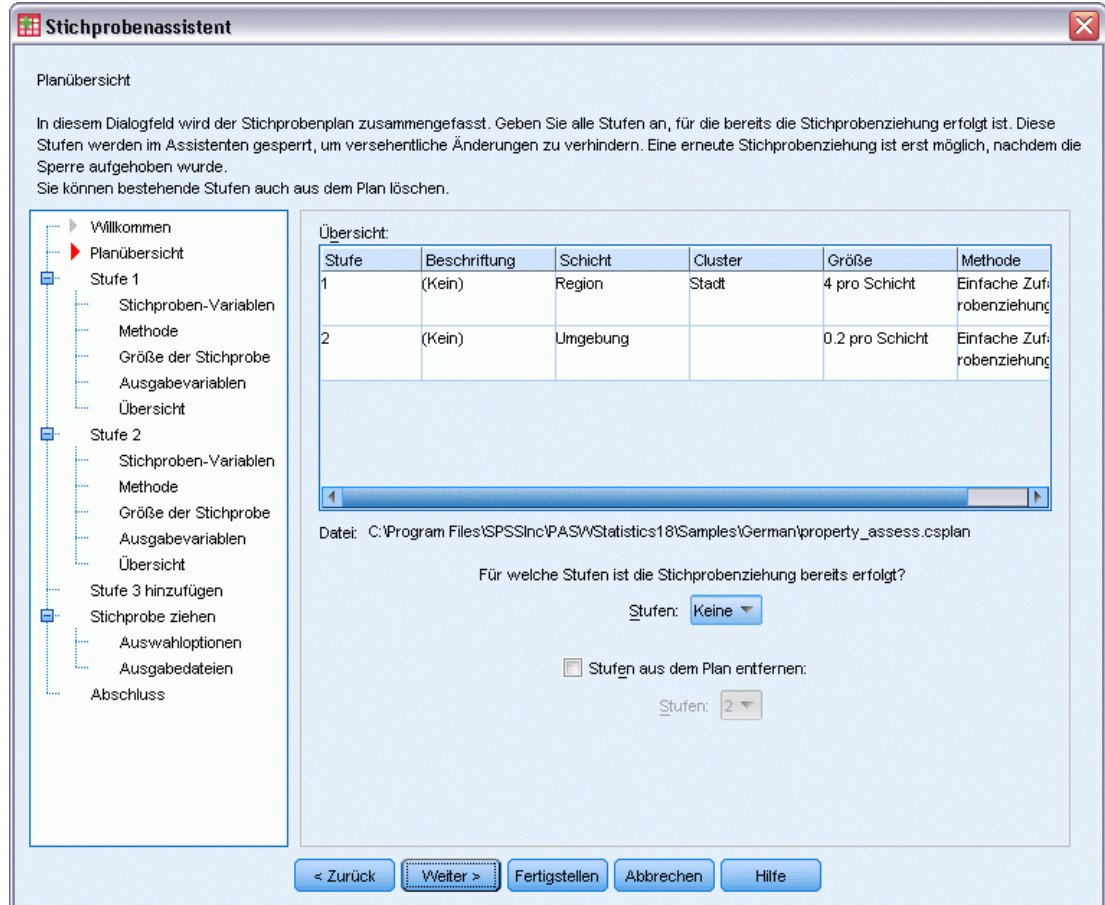 Stichprobenassistent
Planübersicht
In diesem Dialogfeld wird der Stichprobenplan zusammengefasst. Geben Sie alle Stufen an, für die bereits die Stichprobenziehung erfolgt ist. Diese
Stufen werden im Assistenten gesperrt, um versehentliche Änderungen zu verhindern. Eine erneute Stichprobenziehung ist erst möglich, nachdem die
Sperre aufgehoben wurde.
Sie können bestehende Stufen auch aus dem Plan löschen.
Willkommen
Planübersicht
Stufe 1
Stichproben-Variablen
Methode
Größe der Stichprobe
Ausgabevariablen
Übersicht
Stufe 2
Stichproben-Variablen
Methode
Größe der Stichprobe
Ausgabevariablen
Übersicht
Stufe 3 hinzufügen
Stichprobe ziehen
Auswahloptionen
Ausgabedateien
Abschluss
Übersicht:
Stufe Beschriftung Schicht Cluster Größe Methode
1 (Kein) Region Stadt 4 pro Schicht Einfache Zufa
robenziehung
2 (Kein) Umgebung 0.2 pro Schicht Einfache Zufa
robenziehung
Datei: C:\Program Files\SPSSInc\PASWStatistics18\Samples\German\property_assess.csplan
Für welche Stufen ist die Stichprobenziehung bereits erfolgt?
Stufen: Keine
Stufen aus dem Plan entfernen:
Stufen: 2
< Zurück Weiter > Fertigstellen Abbrechen Hilfe